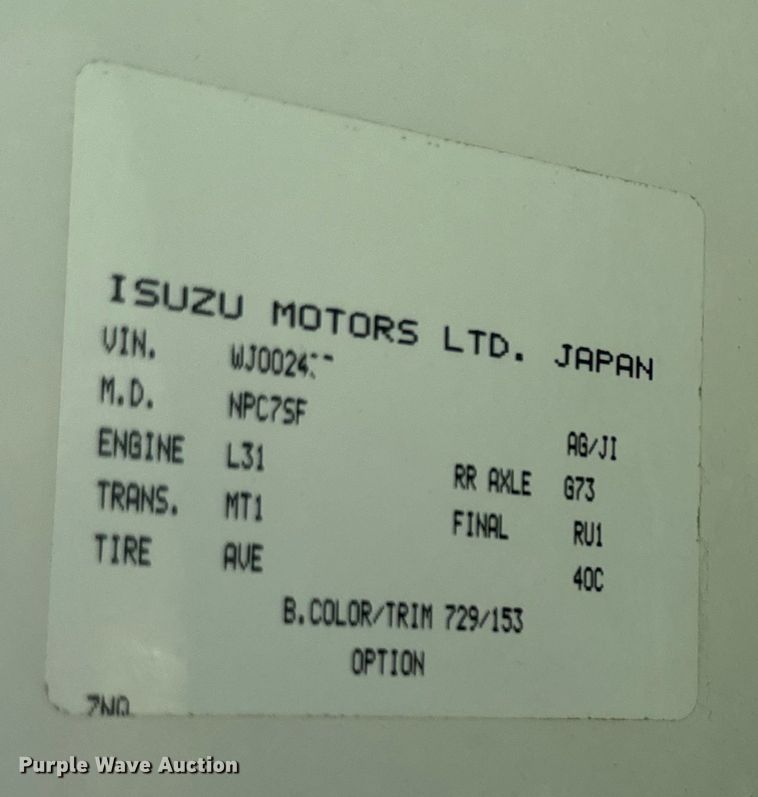 ISUZU MOTORS LTD. JAPAN
VIN.
M.D. NPC7SF AG/JI
ENGINE L31 RR AXLE G73
TRANS. MT1 FINAL RU1
TIRE AVE 40C
B.COLOR/TRIM 729/153
OPTION
Purple Wave Auction